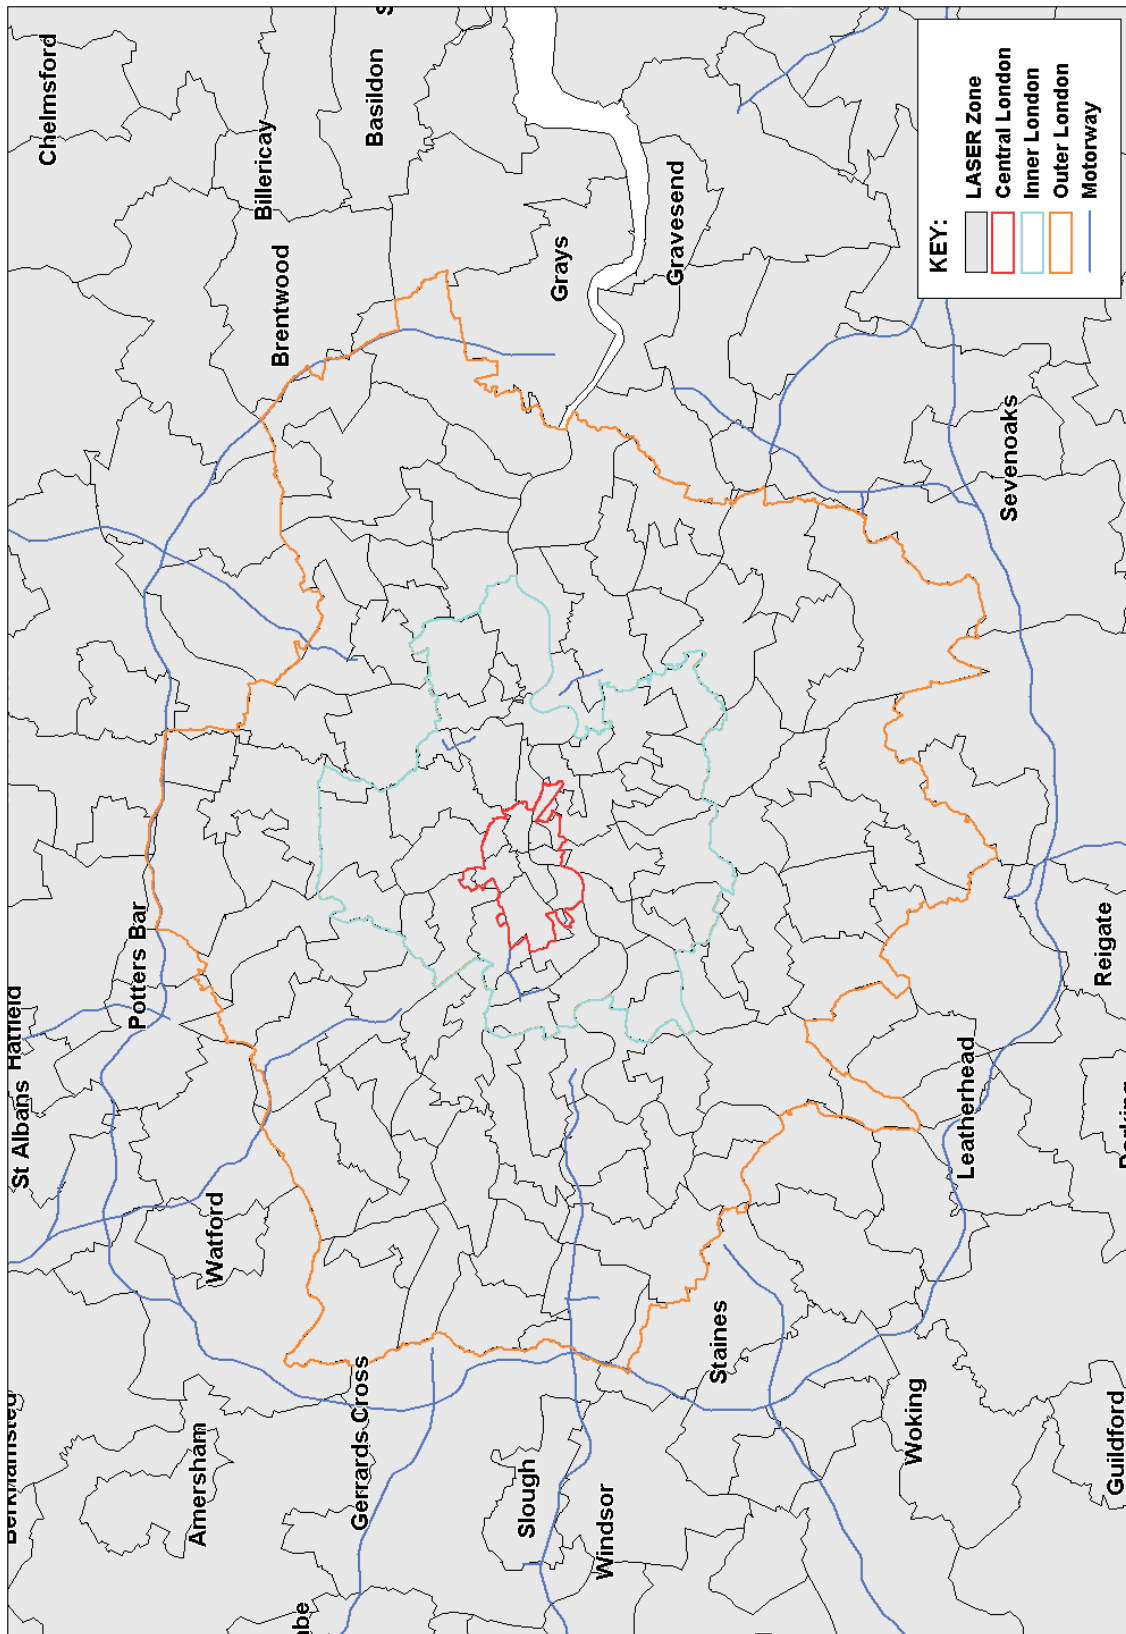 Chelmsford
Billericay
Basildon
Brentwood
Grays
Gravesend
Sevenoaks
Potters Bar
Hatfield
St Albans
Watford
Reigate
Leatherhead
Staines
Gerrards Cross
Amersham
Slough
Windsor
Woking
Guildford
KEY:
LASER Zone
Central London
Inner London
Outer London
Motorway